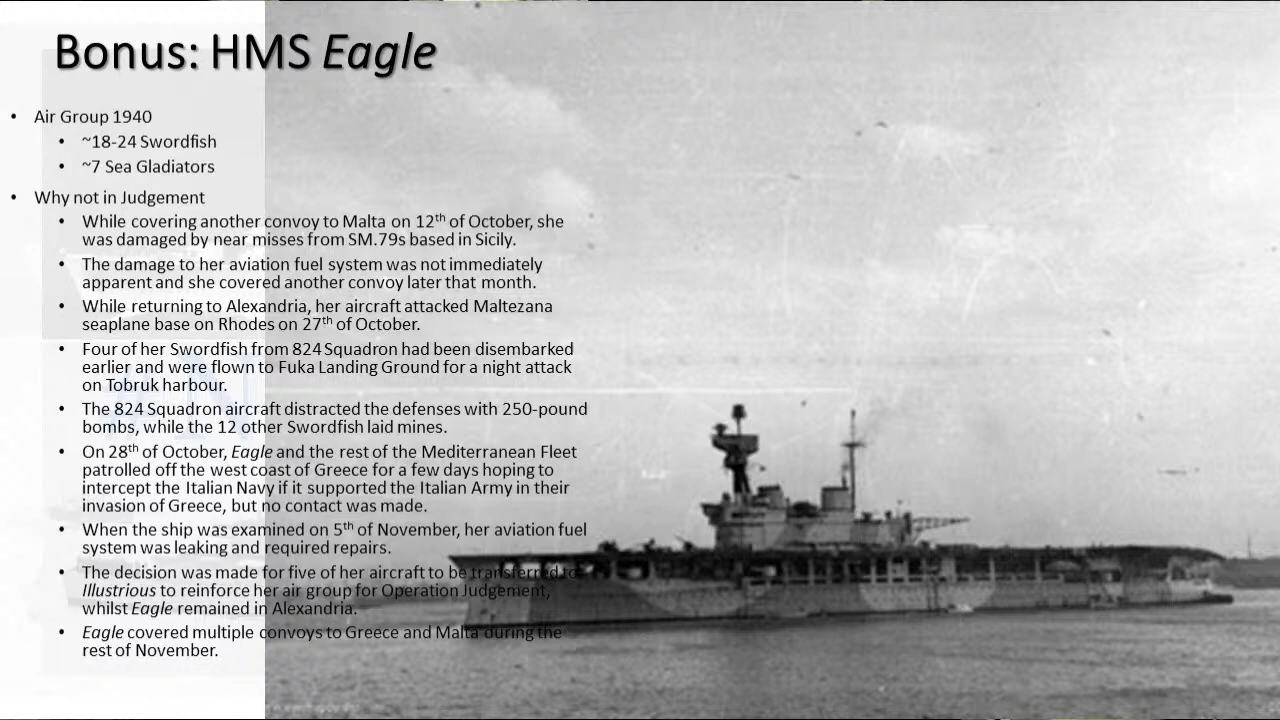 Bonus: HMS Eagle
• Air Group 1940
• ~18-24 Swordfish
• ~7 Sea Gladiators
• Why not in Judgement
• While covering another convoy to Malta on 12th of October, she
was damaged by near misses from SM.79s based in Sicily.
• The damage to her aviation fuel system was not immediately
apparent and she covered another convoy later that month.
• While returning to Alexandria, her aircraft attacked Maltezana
seaplane base on Rhodes on 27th of October.
• Four of her Swordfish from 824 Squadron had been disembarked
earlier and were flown to Fuka Landing Ground for a night attack
on Tobruk harbour.
• The 824 Squadron aircraft distracted the defenses with 250-pound
bombs, while the 12 other Swordfish laid mines.
• On 28th of October, Eagle and the rest of the Mediterranean Fleet
patrolled off the west coast of Greece for a few days hoping to
intercept the Italian Navy if it supported the Italian Army in their
invasion of Greece, but no contact was made.
• When the ship was examined on 5th of November, her aviation fuel
system was leaking and required repairs.
• The decision was made for five of her aircraft to be transferred to
Illustrious to reinforce her air group for Operation Judgement,
whilst Eagle remained in Alexandria.
• Eagle covered multiple convoys to Greece and Malta during the
rest of November.